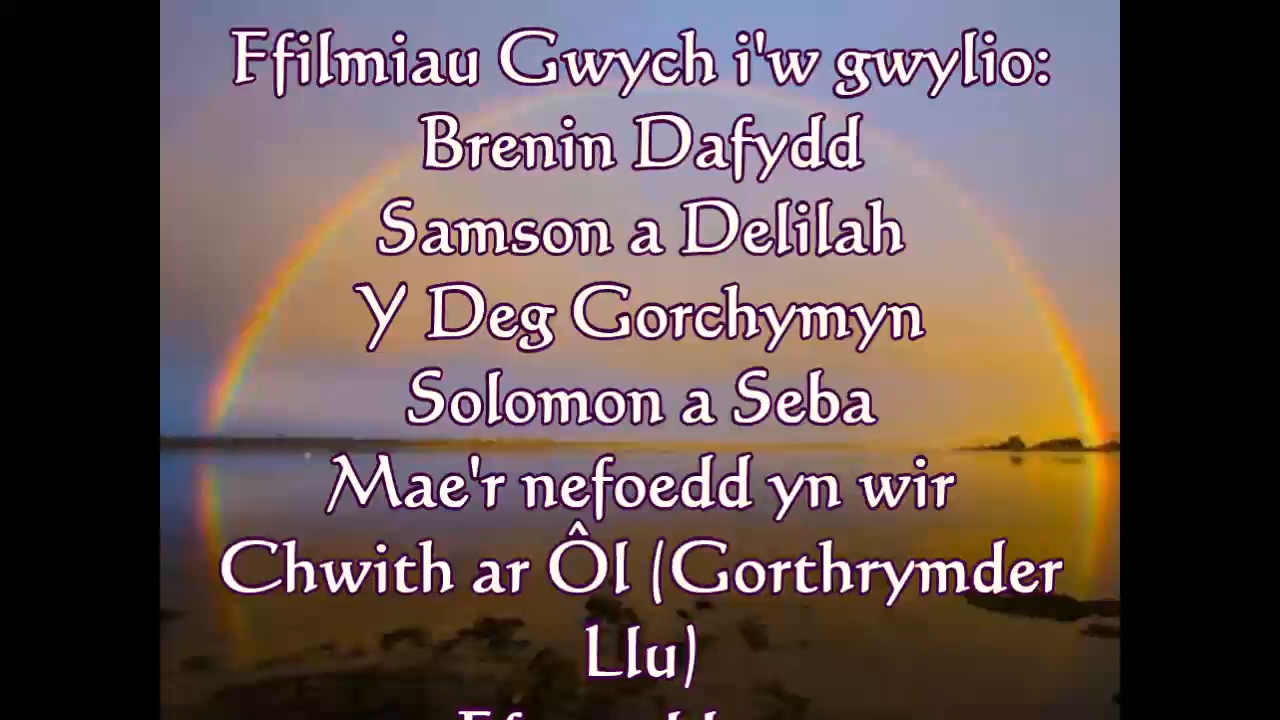 Ffilmiau Gwych i'w gwylio:
Brenin Dafydd
Samson a Delilah
Y Deg Gorchymyn
Solomon a Seba
Mae'r nefoedd yn wir
Chwith ar Ôl (Gorthrymder
Llu)